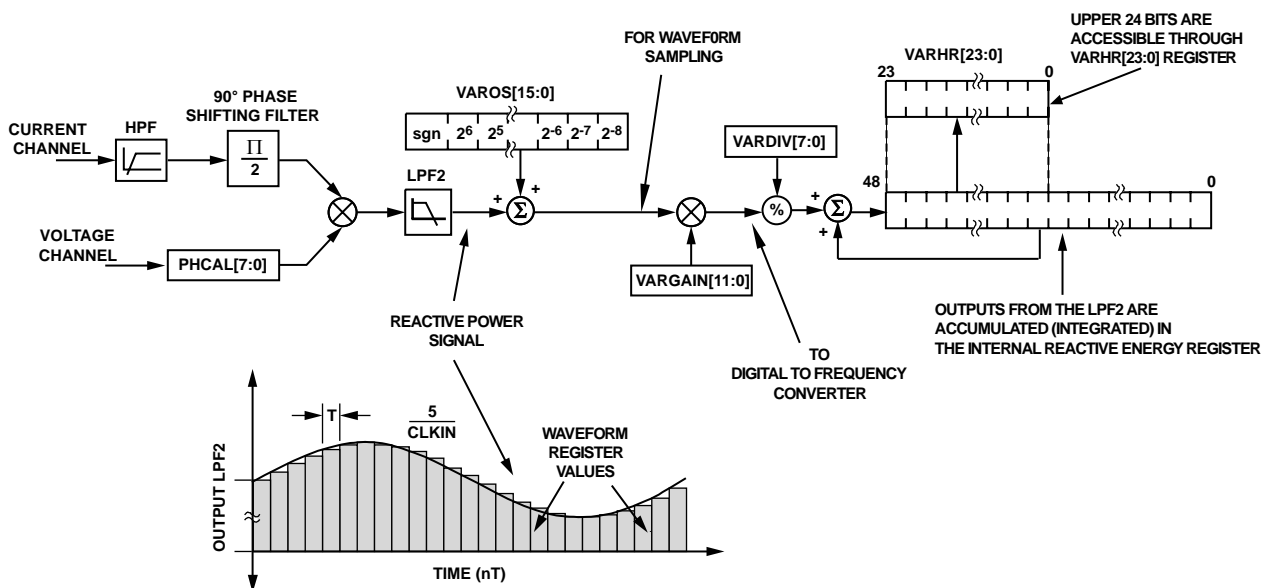 UPPER 24 BITS ARE
ACCESSIBLE THROUGH
VARHR[23:0] REGISTER
FOR WAVEF0RM
SAMPLING
VARHR[23:0]
23
0
90° PHASE
SHIFTING FILTER
HPF
CURRENT
CHANNEL
Π
2
VAROS[15:0]
sgn 2⁶ 2⁵ 2⁻⁶ 2⁻⁷ 2⁻⁸
LPF2
+
+
Σ
VARDIV[7:0]
%
+
+
Σ
48
0
VOLTAGE
CHANNEL
PHCAL[7:0]
VARGAIN[11:0]
REACTIVE POWER
SIGNAL
TO
DIGITAL TO FREQUENCY
CONVERTER
OUTPUTS FROM THE LPF2 ARE
ACCUMULATED (INTEGRATED) IN
THE INTERNAL REACTIVE ENERGY REGISTER
T
5
CLKIN
WAVEFORM
REGISTER
VALUES
OUTPUT LPF2
TIME (nT)